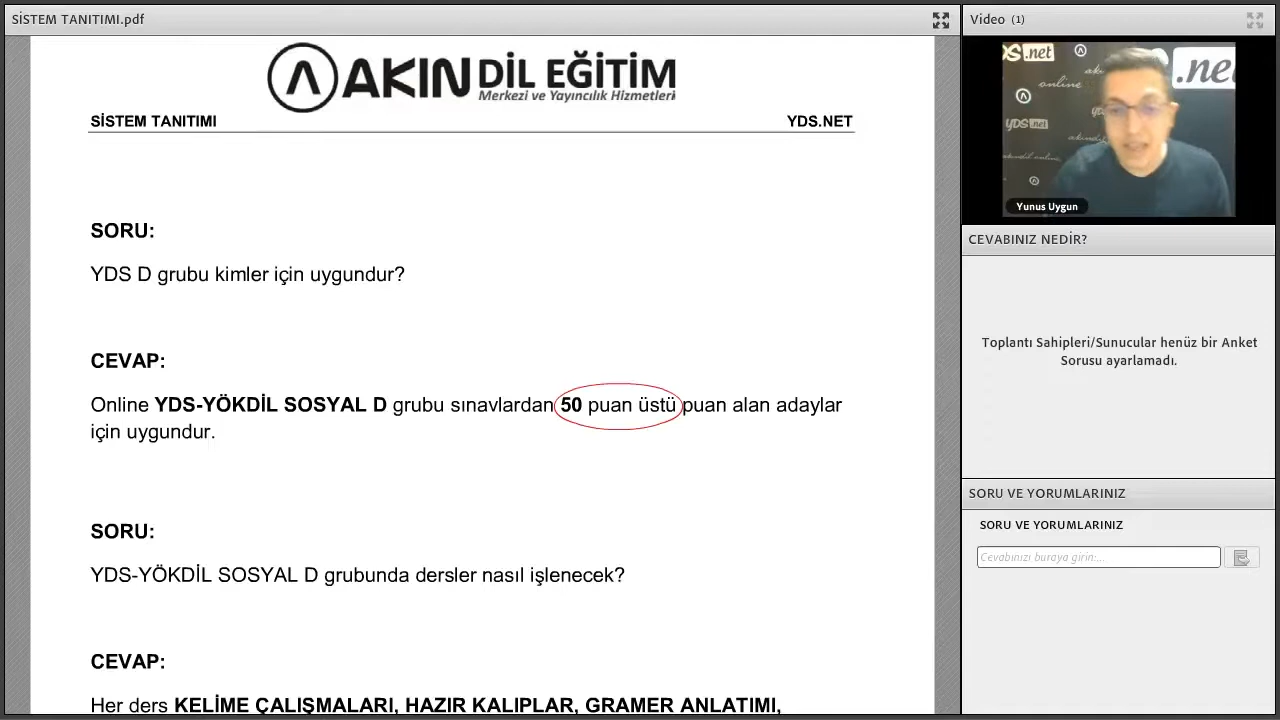 SİSTEM TANITIMI.pdf
AKIN DİL EĞİTİM
Merkezi ve Yayıncılık Hizmetleri
SİSTEM TANITIMI
YDS.NET
SORU:
YDS D grubu kimler için uygundur?
CEVAP:
Online YDS-YÖKDİL SOSYAL D grubu sınavlardan 50 puan üstü puan alan adaylar
için uygundur.
SORU:
YDS-YÖKDİL SOSYAL D grubunda dersler nasıl işlenecek?
CEVAP:
Her ders KELİME ÇALIŞMALARI, HAZIR KALIPLAR, GRAMER ANLATIMI,
Video (1)
.net
online
YDS.net
Yunus Uygun
CEVABINIZ NEDİR?
Toplantı Sahipleri/Sunucular henüz bir Anket
Sorusu ayarlamadı.
SORU VE YORUMLARINIZ
SORU VE YORUMLARINIZ
Cevabınızı buraya girin:...